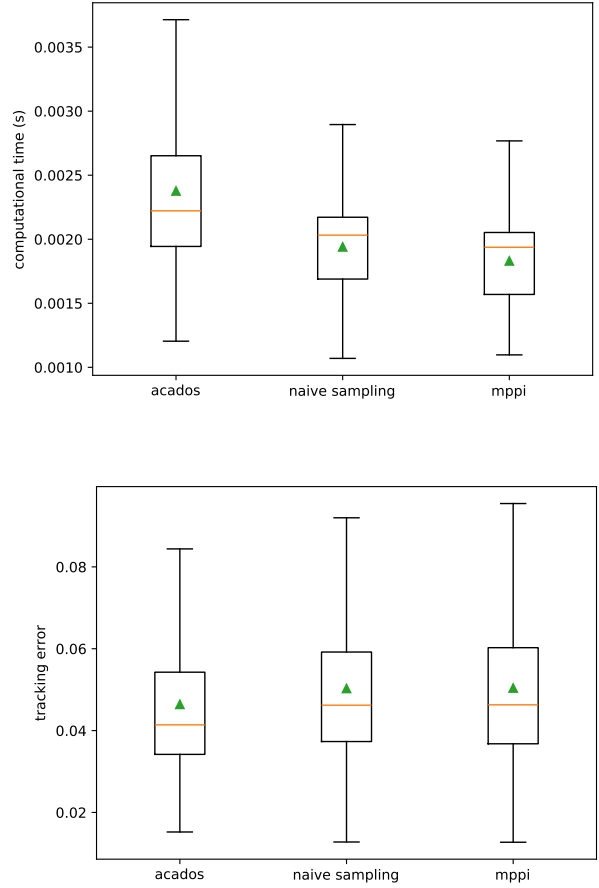 computational time (s)
0.0035
0.0030
0.0025
0.0020
0.0015
0.0010
acados naive sampling mppi
tracking error
0.08
0.06
0.04
0.02
acados naive sampling mppi